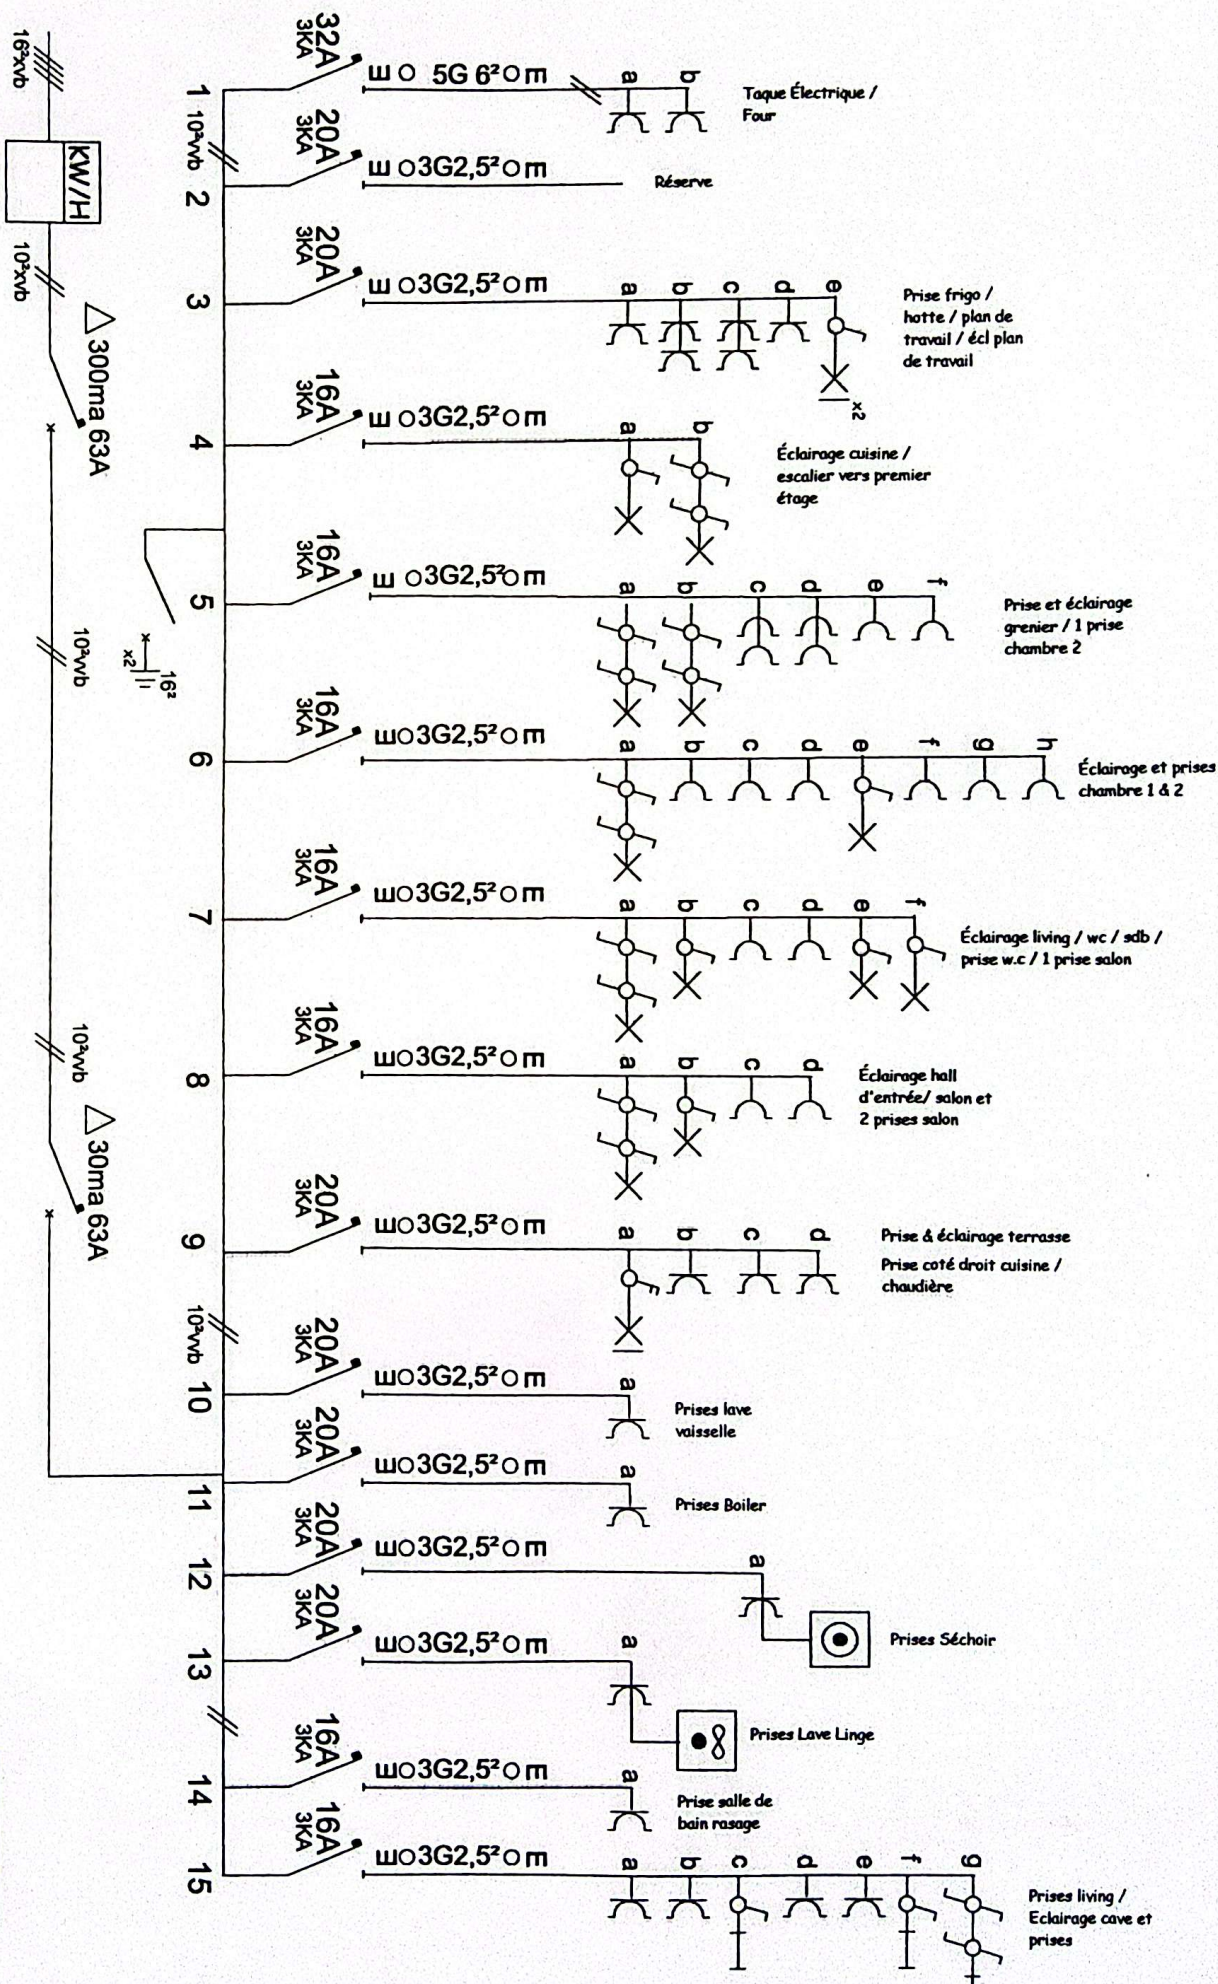 16²xvb
KW/H
10²xvb
△300ma 63A
10²vvb
10²vvb
△30ma 63A
x2
16²
1
32A
3KA
E O 5G 6² O m
a
b
Taque Électrique /
Four
10²vvb
2
20A
3KA
E O 3G2,5² O m
Réserve
3
20A
3KA
E O 3G2,5² O m
a
b
c
d
e
x2
Prise frigo /
hotte / plan de
travail / écl plan
de travail
4
16A
3KA
E O 3G2,5² O m
a
b
Éclairage cuisine /
escalier vers premier
étage
5
16A
3KA
E O 3G2,5² O m
a
b
c
d
e
f
Prise et éclairage
grenier / 1 prise
chambre 2
6
16A
3KA
E O 3G2,5² O m
a
b
c
d
e
f
g
h
Éclairage et prises
chambre 1 & 2
7
16A
3KA
E O 3G2,5² O m
a
b
c
d
e
f
Éclairage living / wc / sdb /
prise w.c / 1 prise salon
8
16A
3KA
E O 3G2,5² O m
a
b
c
d
Éclairage hall
d'entrée/ salon et
2 prises salon
9
20A
3KA
E O 3G2,5² O m
a
b
c
d
Prise & éclairage terrasse
Prise coté droit cuisine /
chaudière
10²vvb
10
20A
3KA
E O 3G2,5² O m
a
Prises lave
vaisselle
11
20A
3KA
E O 3G2,5² O m
a
Prises Boiler
12
20A
3KA
E O 3G2,5² O m
a
Prises Séchoir
13
20A
3KA
E O 3G2,5² O m
a
Prises Lave Linge
14
16A
3KA
E O 3G2,5² O m
a
Prise salle de
bain rasage
15
16A
3KA
E O 3G2,5² O m
a
b
c
d
e
f
g
Prises living /
Eclairage cave et
prises